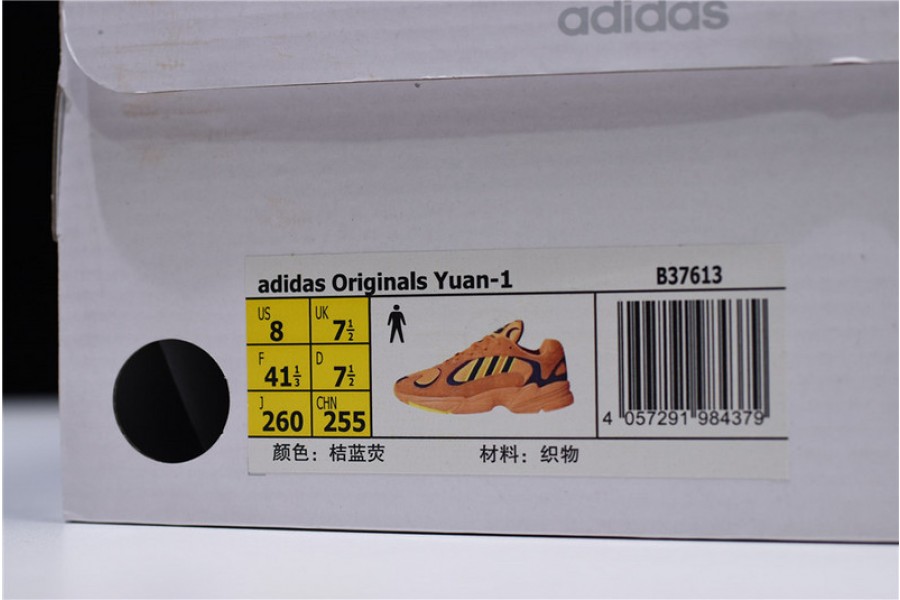 adidas
adidas Originals Yuan-1 B37613
US 8 UK 7½
F 41⅓ D 7½
J 260 CHN 255
4 057291 984379
颜色：桔蓝荧 材料：织物